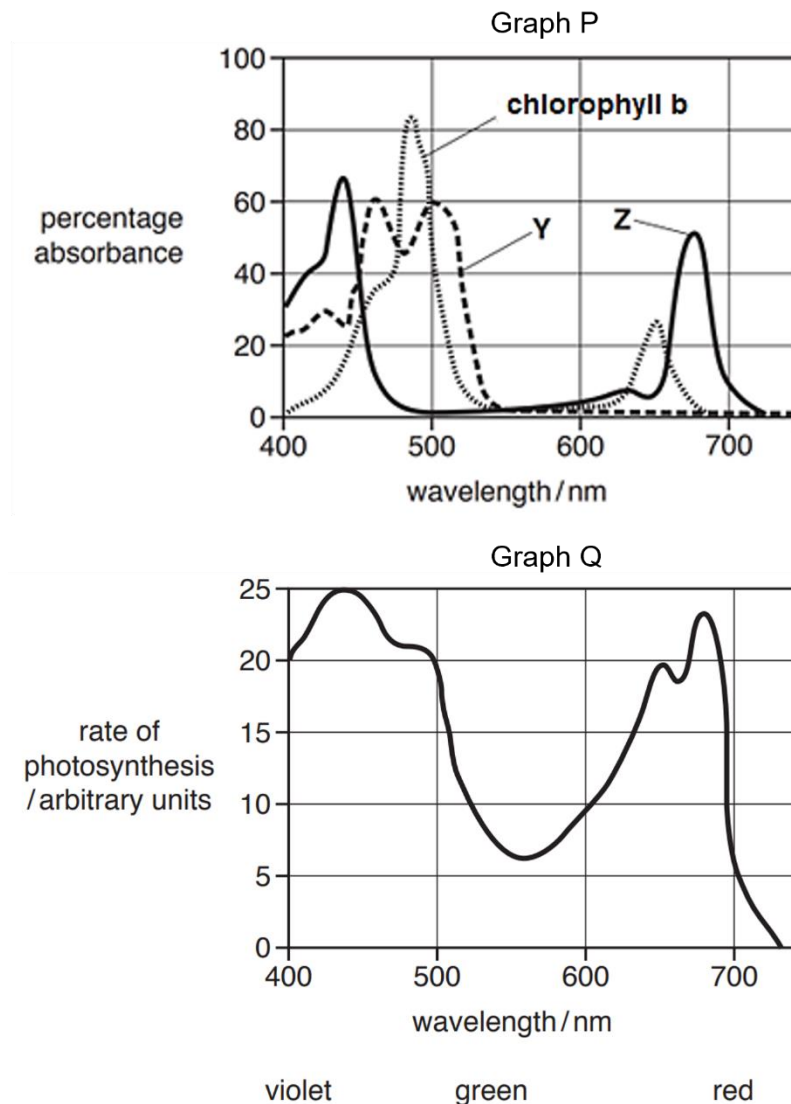 Graph P
100
80
60
40
20
0
percentage
absorbance
chlorophyll b
Y
Z
400
500
600
700
wavelength/nm
Graph Q
25
20
15
10
5
0
rate of
photosynthesis
/arbitrary units
400
500
600
700
wavelength/nm
violet
green
red